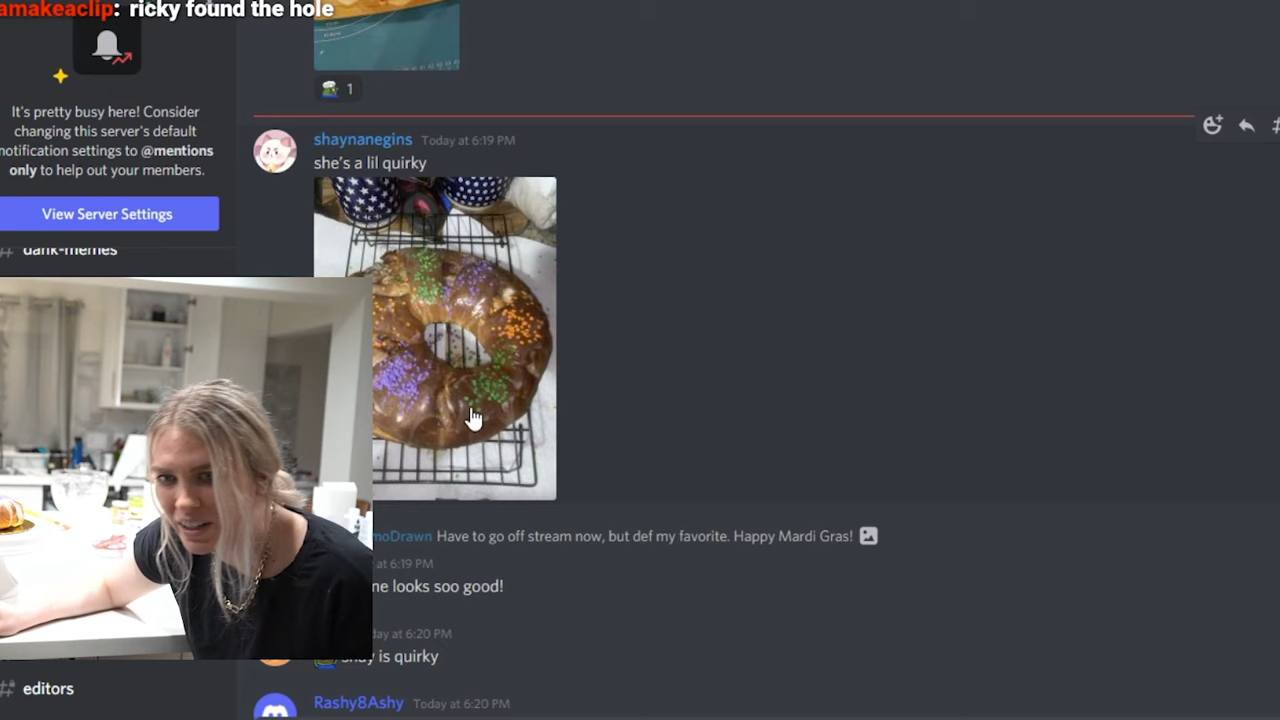 amakeaclip: ricky found the hole
1
It's pretty busy here! Consider
changing this server's default
notification settings to @mentions
only to help out your members.
View Server Settings
# dank-memes
shaynanegins Today at 6:19 PM
she's a lil quirky
moDrawn Have to go off stream now, but def my favorite. Happy Mardi Gras!
at 6:19 PM
looks soo good!
at 6:20 PM
is quirky
# editors
Rashy8Ashy Today at 6:20 PM